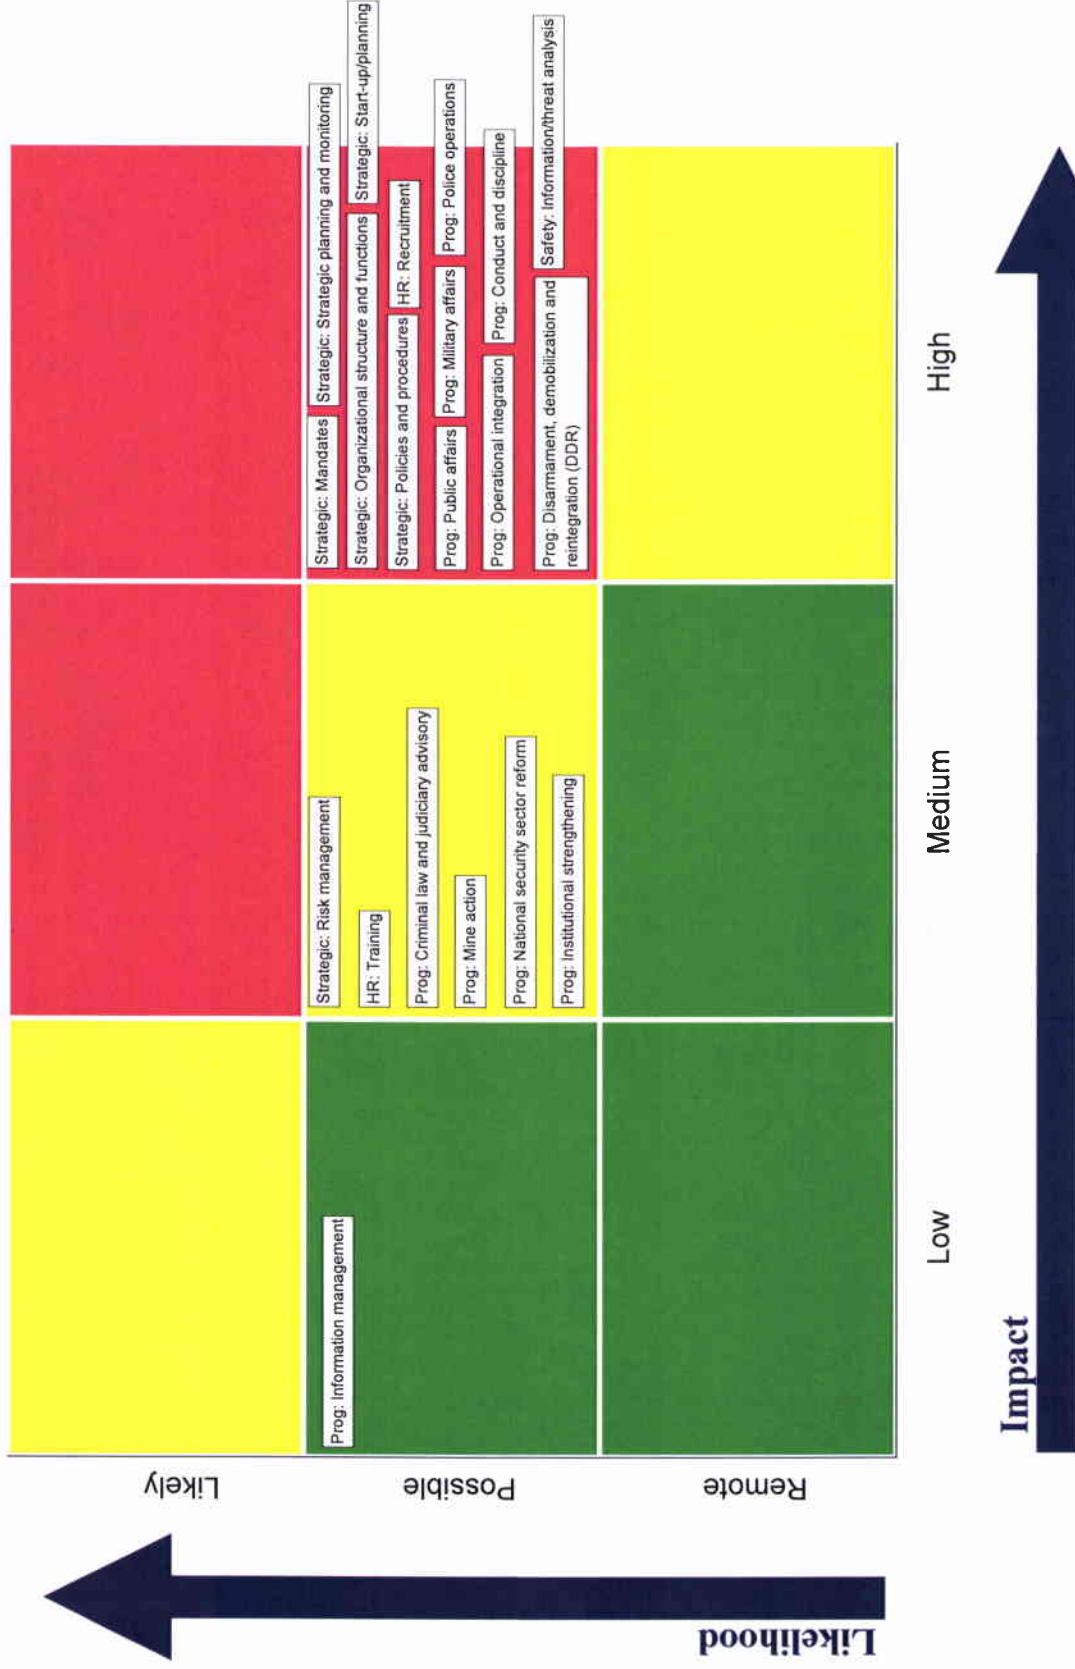 Likelihood
Likely
Possible
Remote
Prog: Information management
Strategic: Risk management
HR: Training
Prog: Criminal law and judiciary advisory
Prog: Mine action
Prog: National security sector reform
Prog: Institutional strengthening
Strategic: Mandates
Strategic: Strategic planning and monitoring
Strategic: Organizational structure and functions
Strategic: Start-up/planning
Strategic: Policies and procedures
HR: Recruitment
Prog: Public affairs
Prog: Military affairs
Prog: Police operations
Prog: Operational integration
Prog: Conduct and discipline
Prog: Disarmament, demobilization and
reintegration (DDR)
Safety: Information/threat analysis
Low
Medium
High
Impact